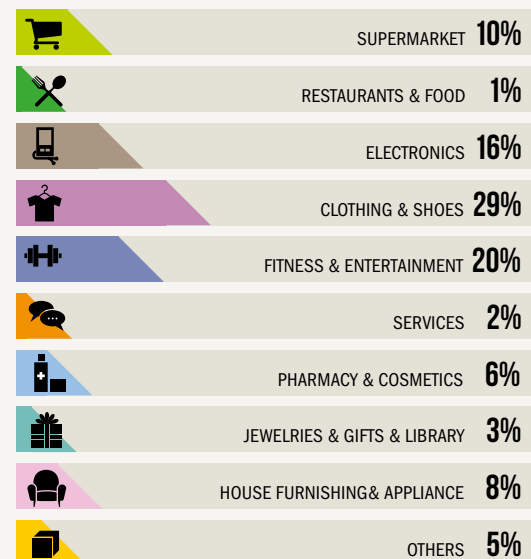 SUPERMARKET 10%
RESTAURANTS & FOOD 1%
ELECTRONICS 16%
CLOTHING & SHOES 29%
FITNESS & ENTERTAINMENT 20%
SERVICES 2%
PHARMACY & COSMETICS 6%
JEWELRIES & GIFTS & LIBRARY 3%
HOUSE FURNISHING& APPLIANCE 8%
OTHERS 5%